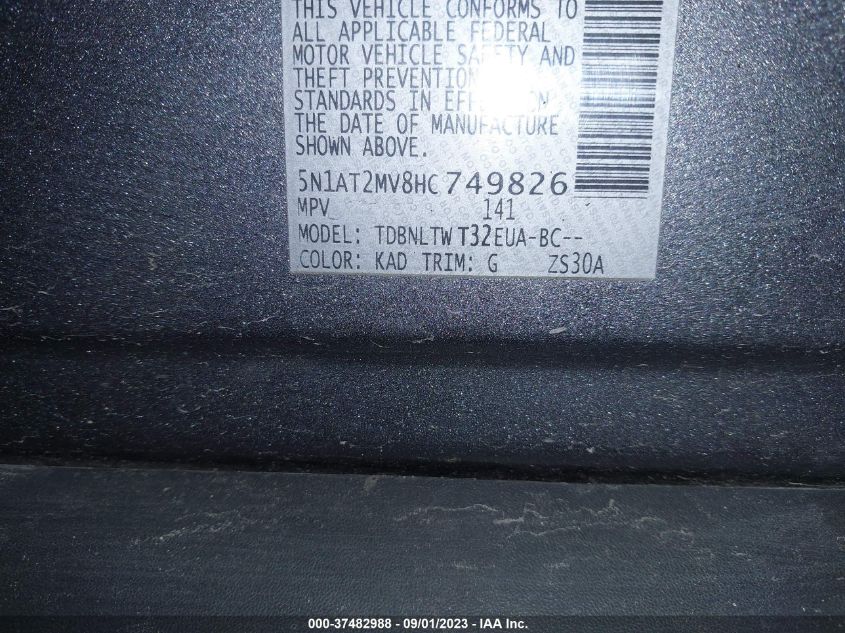 THIS VEHICLE CONFORMS TO
ALL APPLICABLE FEDERAL
MOTOR VEHICLE SAFETY AND
THEFT PREVENTION
STANDARDS IN EFFECT ON
THE DATE OF MANUFACTURE
SHOWN ABOVE.
5N1AT2MV8HC749826
MPV 141
MODEL: TDBNLTWT32EUA-BC--
COLOR: KAD TRIM: G ZS30A
000-37482988 - 09/01/2023 - IAA Inc.